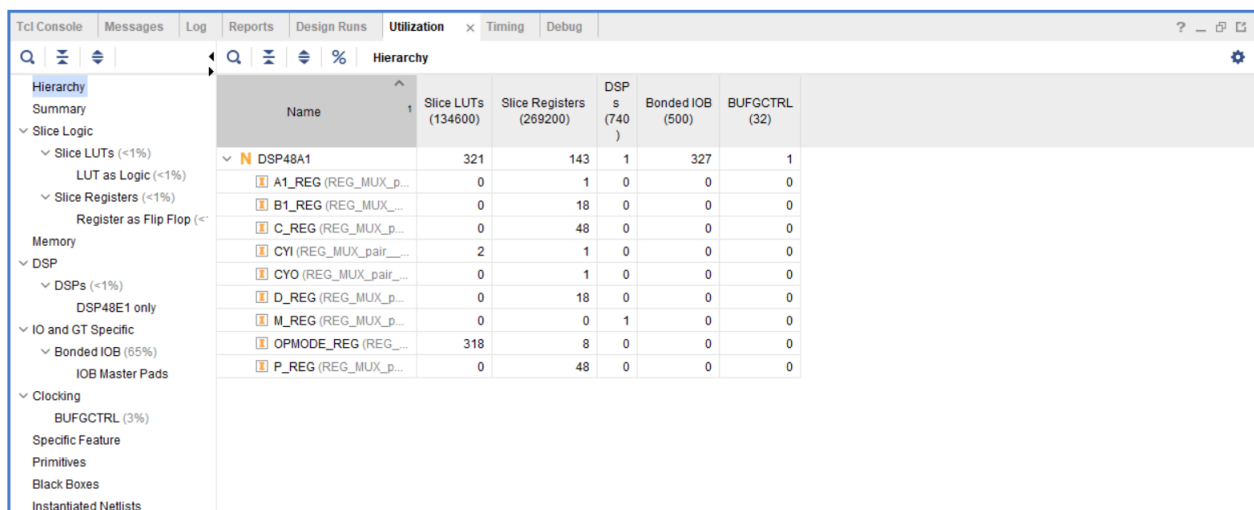 Tcl Console Messages Log Reports Design Runs Utilization × Timing Debug ?
% Hierarchy
Hierarchy
Summary
Slice Logic
Slice LUTs (<1%)
LUT as Logic (<1%)
Slice Registers (<1%)
Register as Flip Flop (<
Memory
DSP
DSPs (<1%)
DSP48E1 only
IO and GT Specific
Bonded IOB (65%)
IOB Master Pads
Clocking
BUFGCTRL (3%)
Specific Feature
Primitives
Black Boxes
Instantiated Netlists
Name 1 Slice LUTs (134600) Slice Registers (269200) DSPs (740) Bonded IOB (500) BUFGCTRL (32)
N DSP48A1 321 143 1 327 1
I A1_REG (REG_MUX_p... 0 1 0 0 0
I B1_REG (REG_MUX_... 0 18 0 0 0
I C_REG (REG_MUX_p... 0 48 0 0 0
I CYI (REG_MUX_pair__... 2 1 0 0 0
I CYO (REG_MUX_pair_... 0 1 0 0 0
I D_REG (REG_MUX_p... 0 18 0 0 0
I M_REG (REG_MUX_p... 0 0 1 0 0
I OPMODE_REG (REG_... 318 8 0 0 0
I P_REG (REG_MUX_p... 0 48 0 0 0